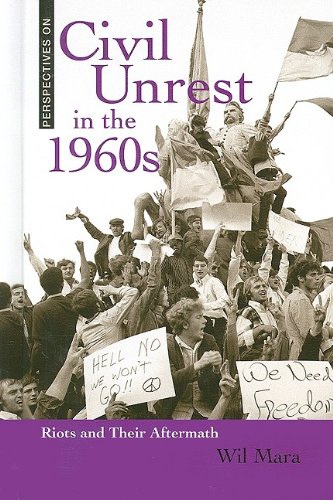 PERSPECTIVES ON
Civil
Unrest
in the
1960s
HELL NO
WE WON'T
GO!!
We Need
Freedom
Riots and Their Aftermath
Wil Mara